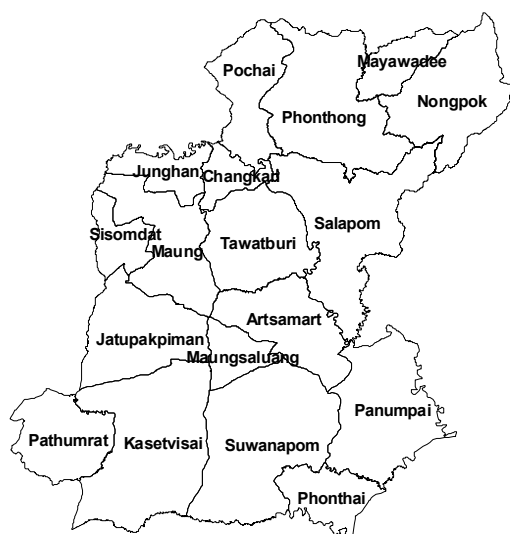 Mayawadee
Pochai
Nongpok
Phonthong
Junghan
Changkad
Salapom
Sisomdat
Tawatburi
Maung
Artsamart
Jatupakpiman
Maungsaluang
Panumpai
Pathumrat
Kasetvisai
Suwanapom
Phonthai